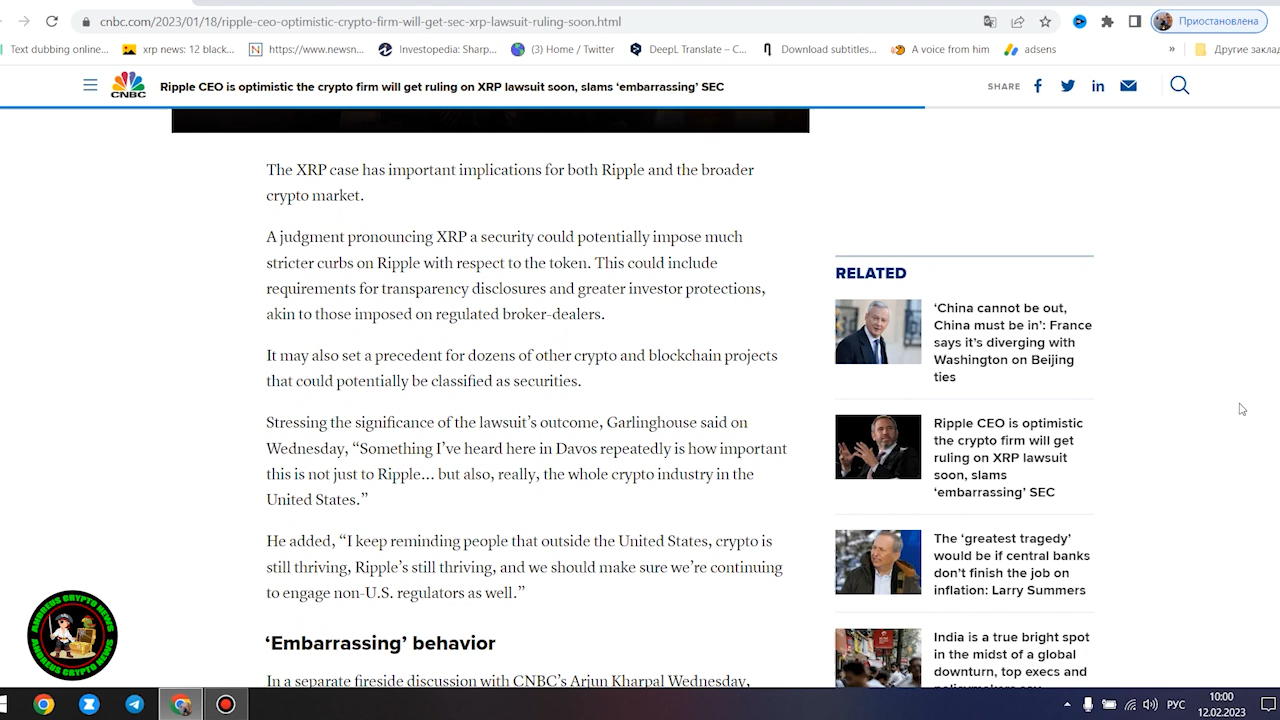 cnbc.com/2023/01/18/ripple-ceo-optimistic-crypto-firm-will-get-sec-xrp-lawsuit-ruling-soon.html
Приостановлена
Text dubbing online...
xrp news: 12 black...
https://www.newsn...
Investopedia: Sharp...
(3) Home / Twitter
DeepL Translate – С...
Download subtitles...
A voice from him
adsens
»
Другие заклад
CNBC
Ripple CEO is optimistic the crypto firm will get ruling on XRP lawsuit soon, slams ‘embarrassing’ SEC
SHARE
The XRP case has important implications for both Ripple and the broader
crypto market.
A judgment pronouncing XRP a security could potentially impose much
stricter curbs on Ripple with respect to the token. This could include
requirements for transparency disclosures and greater investor protections,
akin to those imposed on regulated broker-dealers.
It may also set a precedent for dozens of other crypto and blockchain projects
that could potentially be classified as securities.
Stressing the significance of the lawsuit’s outcome, Garlinghouse said on
Wednesday, “Something I’ve heard here in Davos repeatedly is how important
this is not just to Ripple... but also, really, the whole crypto industry in the
United States.”
He added, “I keep reminding people that outside the United States, crypto is
still thriving, Ripple’s still thriving, and we should make sure we’re continuing
to engage non-U.S. regulators as well.”
‘Embarrassing’ behavior
In a separate fireside discussion with CNBC’s Arjun Kharpal Wednesday,
RELATED
‘China cannot be out,
China must be in’: France
says it’s diverging with
Washington on Beijing
ties
Ripple CEO is optimistic
the crypto firm will get
ruling on XRP lawsuit
soon, slams
‘embarrassing’ SEC
The ‘greatest tragedy’
would be if central banks
don’t finish the job on
inflation: Larry Summers
India is a true bright spot
in the midst of a global
downturn, top execs and
ANDREUS CRYPTO NEWS
ANDREUS CRYPTO NEWS
РУС
10:00
12.02.2023